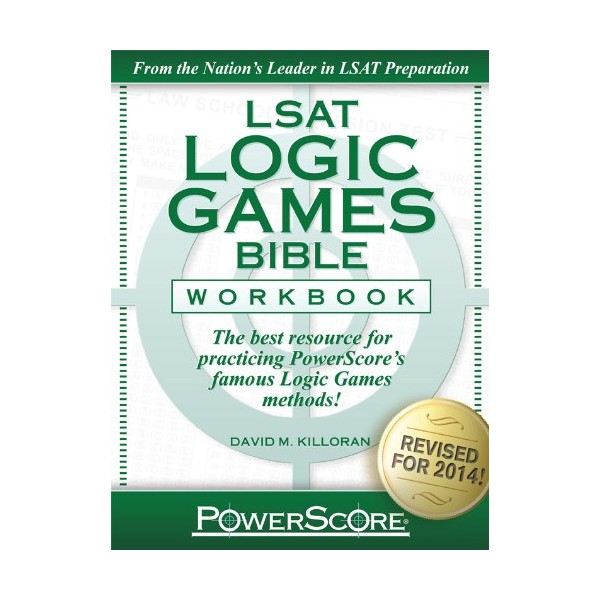 From the Nation's Leader in LSAT Preparation
LSAT
LOGIC
GAMES
BIBLE
WORKBOOK
The best resource for
practicing PowerScore's
famous Logic Games
methods!
DAVID M. KILLORAN
REVISED
FOR 2014!
POWERSCORE®